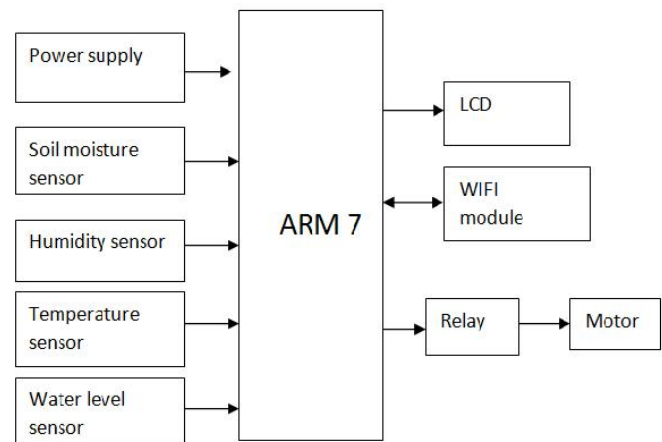 Power supply
Soil moisture
sensor
Humidity sensor
Temperature
sensor
Water level
sensor
ARM 7
LCD
WIFI
module
Relay
Motor